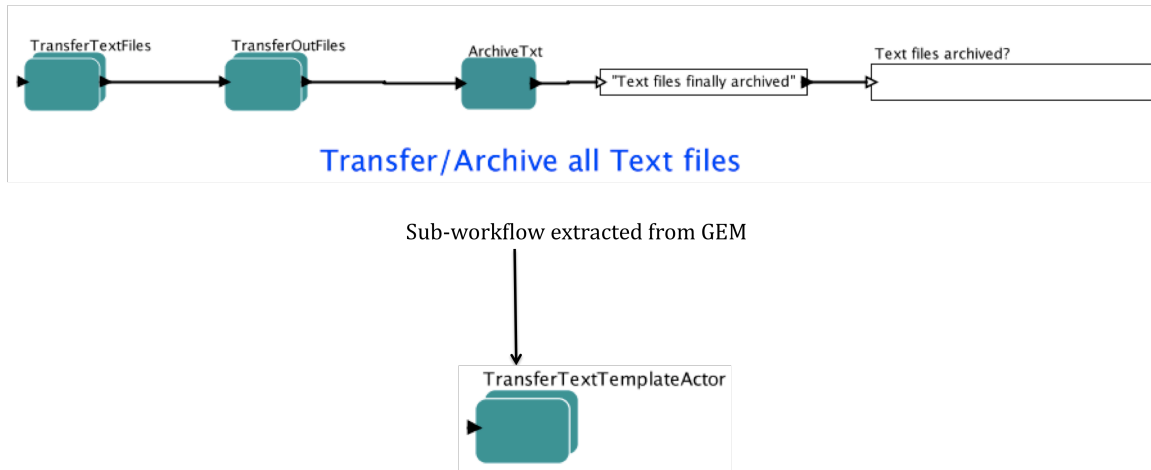 TransferTextFiles
TransferOutFiles
ArchiveTxt
"Text files finally archived"
Text files archived?
Transfer/Archive all Text files
Sub-workflow extracted from GEM
TransferTextTemplateActor